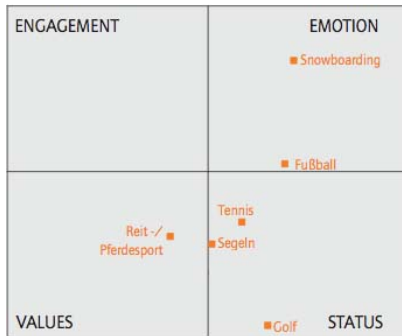 ENGAGEMENT
EMOTION
Snowboarding
Fußball
Tennis
Reit-/
Pferdesport
Segeln
Golf
VALUES
STATUS